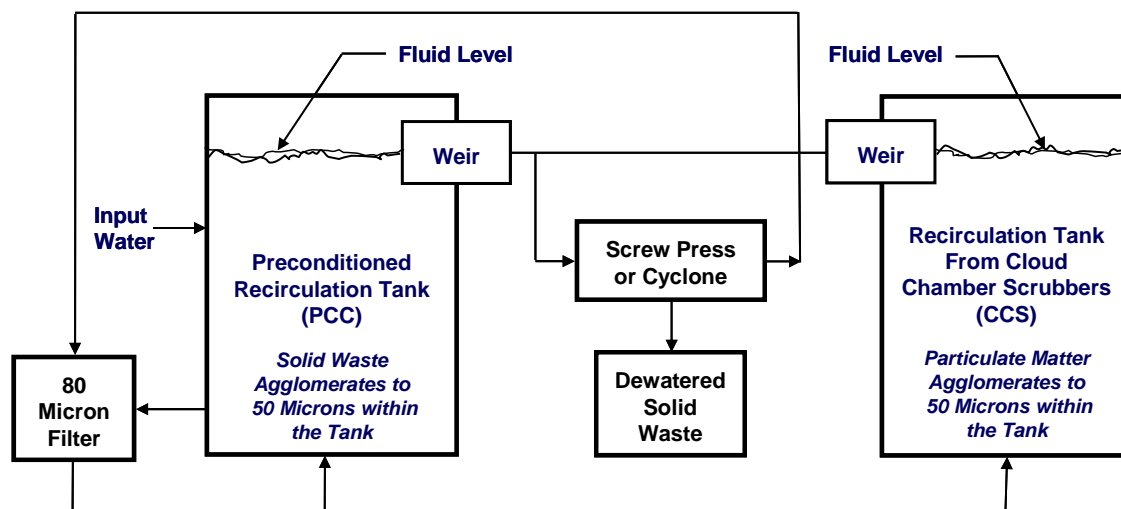 Fluid Level
Fluid Level
Weir
Weir
Input
Water
Preconditioned
Recirculation Tank
(PCC)
Solid Waste
Agglomerates to
50 Microns within
the Tank
80
Micron
Filter
Screw Press
or Cyclone
Dewatered
Solid
Waste
Recirculation Tank
From Cloud
Chamber Scrubbers
(CCS)
Particulate Matter
Agglomerates to
50 Microns within
the Tank